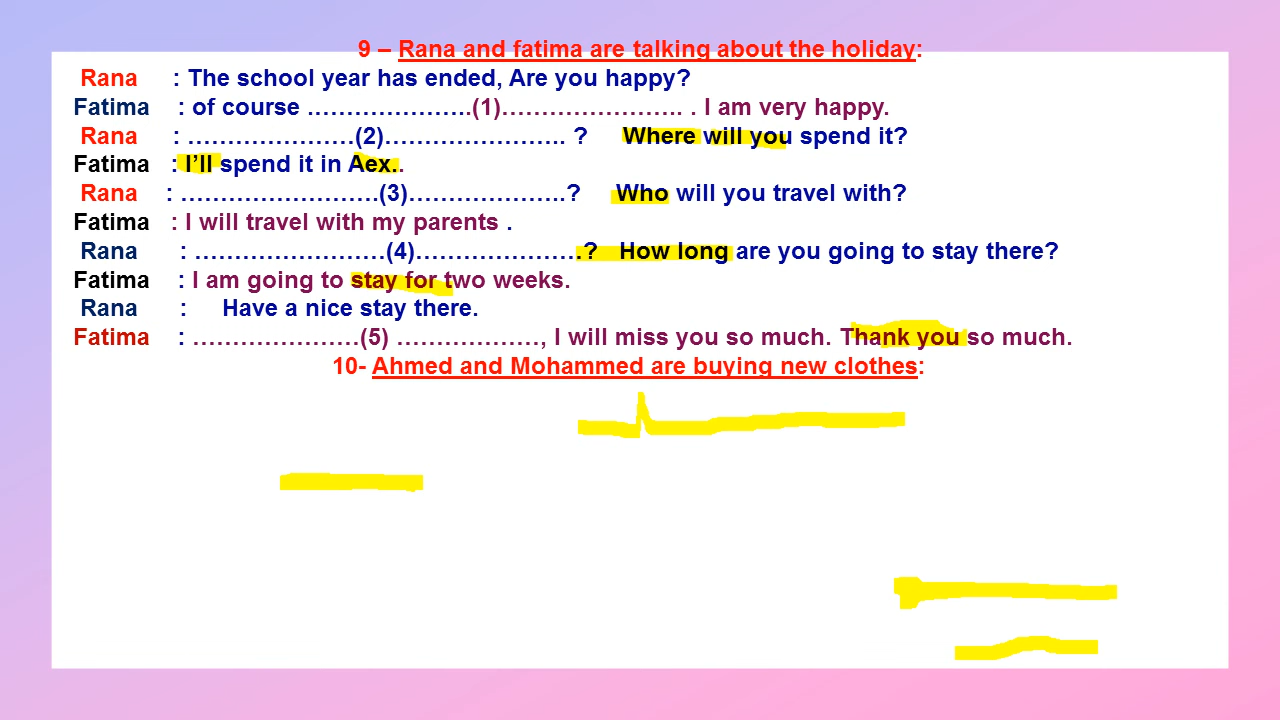 9 – Rana and fatima are talking about the holiday:
Rana : The school year has ended, Are you happy?
Fatima : of course ………………….(1)………………….. . I am very happy.
Rana : …………………(2)………………….. ? Where will you spend it?
Fatima : I’ll spend it in Aex..
Rana : …………………….(3)………………..? Who will you travel with?
Fatima : I will travel with my parents .
Rana : ……………………(4)………………….? How long are you going to stay there?
Fatima : I am going to stay for two weeks.
Rana : Have a nice stay there.
Fatima : …………………(5) ………………, I will miss you so much. Thank you so much.
10- Ahmed and Mohammed are buying new clothes: